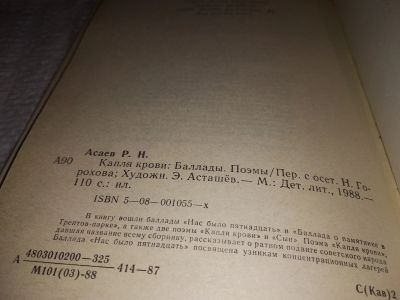 Асаев Р. Н.
А90 Капля крови: Баллады. Поэмы/Пер. с осет. Н. Го-
рохова; Художн. Э. Асташёв.— М.: Дет. лит., 1988.—
110 с.: ил.
ISBN 5—08—001055—х
В книгу вошли баллады «Нас было пятнадцать» и «Баллада о памятнике в
Трептов-парке», а также две поэмы «Капля крови» и «Сын». Поэма «Капля крови»,
давшая название всему сборнику, рассказывает о ратном подвиге советского народа.
Баллада «Нас было пятнадцать» посвящена узникам концентрационных лагерей
А 4803010200—325
М101(03)-88 414—87
С(Кав)2